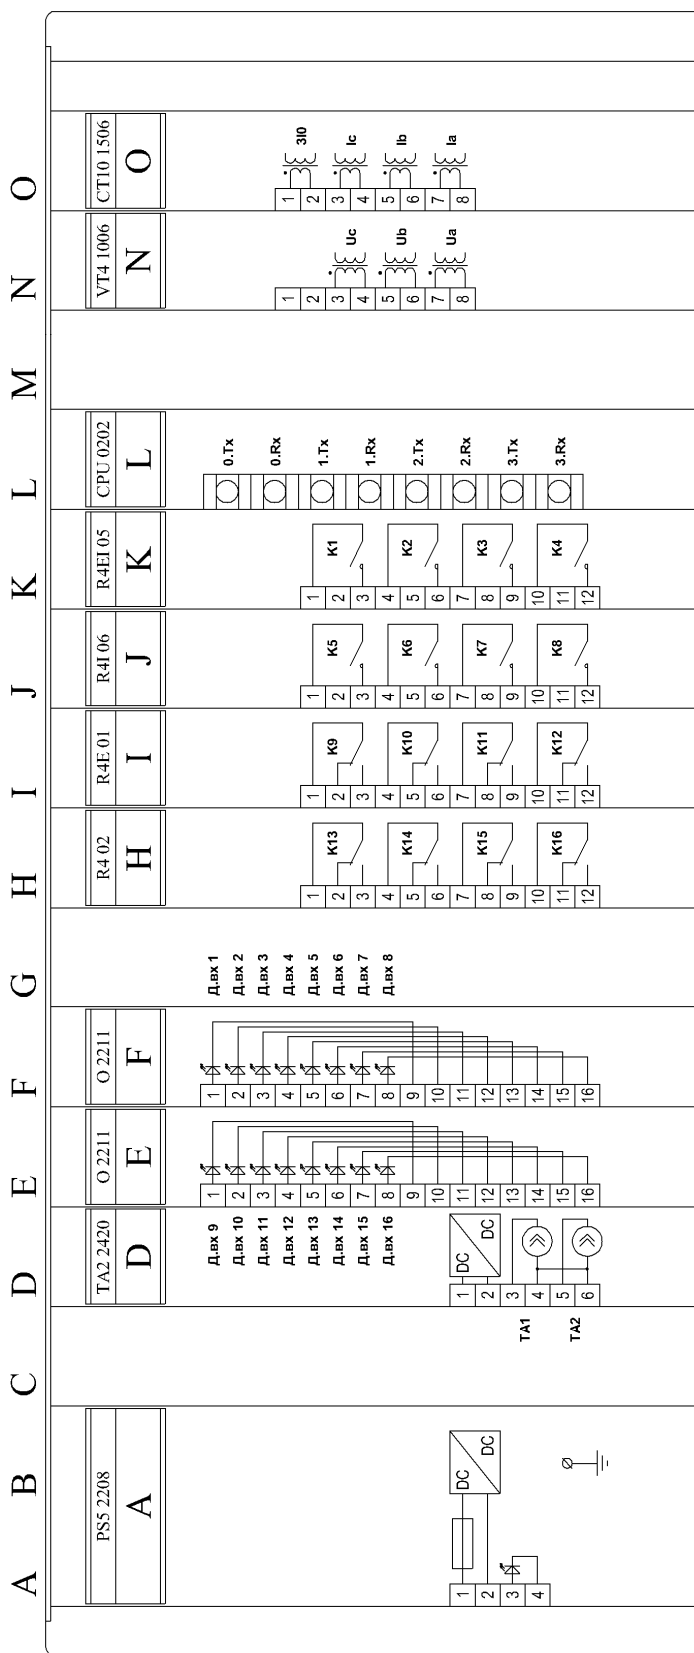 A B C D E F G H I J K L M N O
PS5 2208
A
TA2 2420
D
O 2211
E
O 2211
F
R4 02
H
R4E 01
I
R4I 06
J
R4EI 05
K
CPU 0202
L
VT4 1006
N
CT10 1506
O
DC
DC
1
2
3
4
Д.вх 9
Д.вх 10
Д.вх 11
Д.вх 12
Д.вх 13
Д.вх 14
Д.вх 15
Д.вх 16
DC
DC
1
2
3
4
5
6
TA1
TA2
1
2
3
4
5
6
7
8
9
10
11
12
13
14
15
16
1
2
3
4
5
6
7
8
9
10
11
12
13
14
15
16
Д.вх 1
Д.вх 2
Д.вх 3
Д.вх 4
Д.вх 5
Д.вх 6
Д.вх 7
Д.вх 8
K13
K14
K15
K16
1
2
3
4
5
6
7
8
9
10
11
12
K9
K10
K11
K12
1
2
3
4
5
6
7
8
9
10
11
12
K5
K6
K7
K8
1
2
3
4
5
6
7
8
9
10
11
12
K1
K2
K3
K4
1
2
3
4
5
6
7
8
9
10
11
12
0.Tx
0.Rx
1.Tx
1.Rx
2.Tx
2.Rx
3.Tx
3.Rx
Uc
Ub
Ua
1
2
3
4
5
6
7
8
3I0
Ic
Ib
Ia
1
2
3
4
5
6
7
8